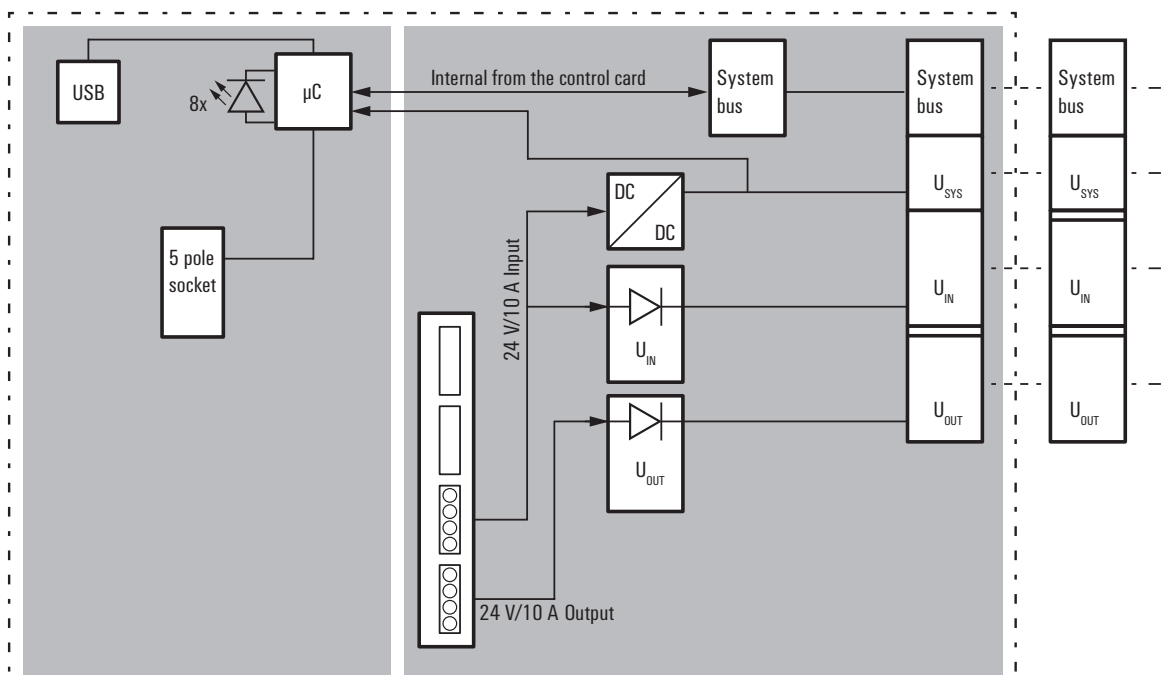 USB
8x
µC
Internal from the control card
System
bus
System
bus
System
bus
DC
DC
U_SYS
U_SYS
5 pole
socket
24 V/10 A Input
U_IN
U_IN
U_IN
U_OUT
U_OUT
U_OUT
24 V/10 A Output